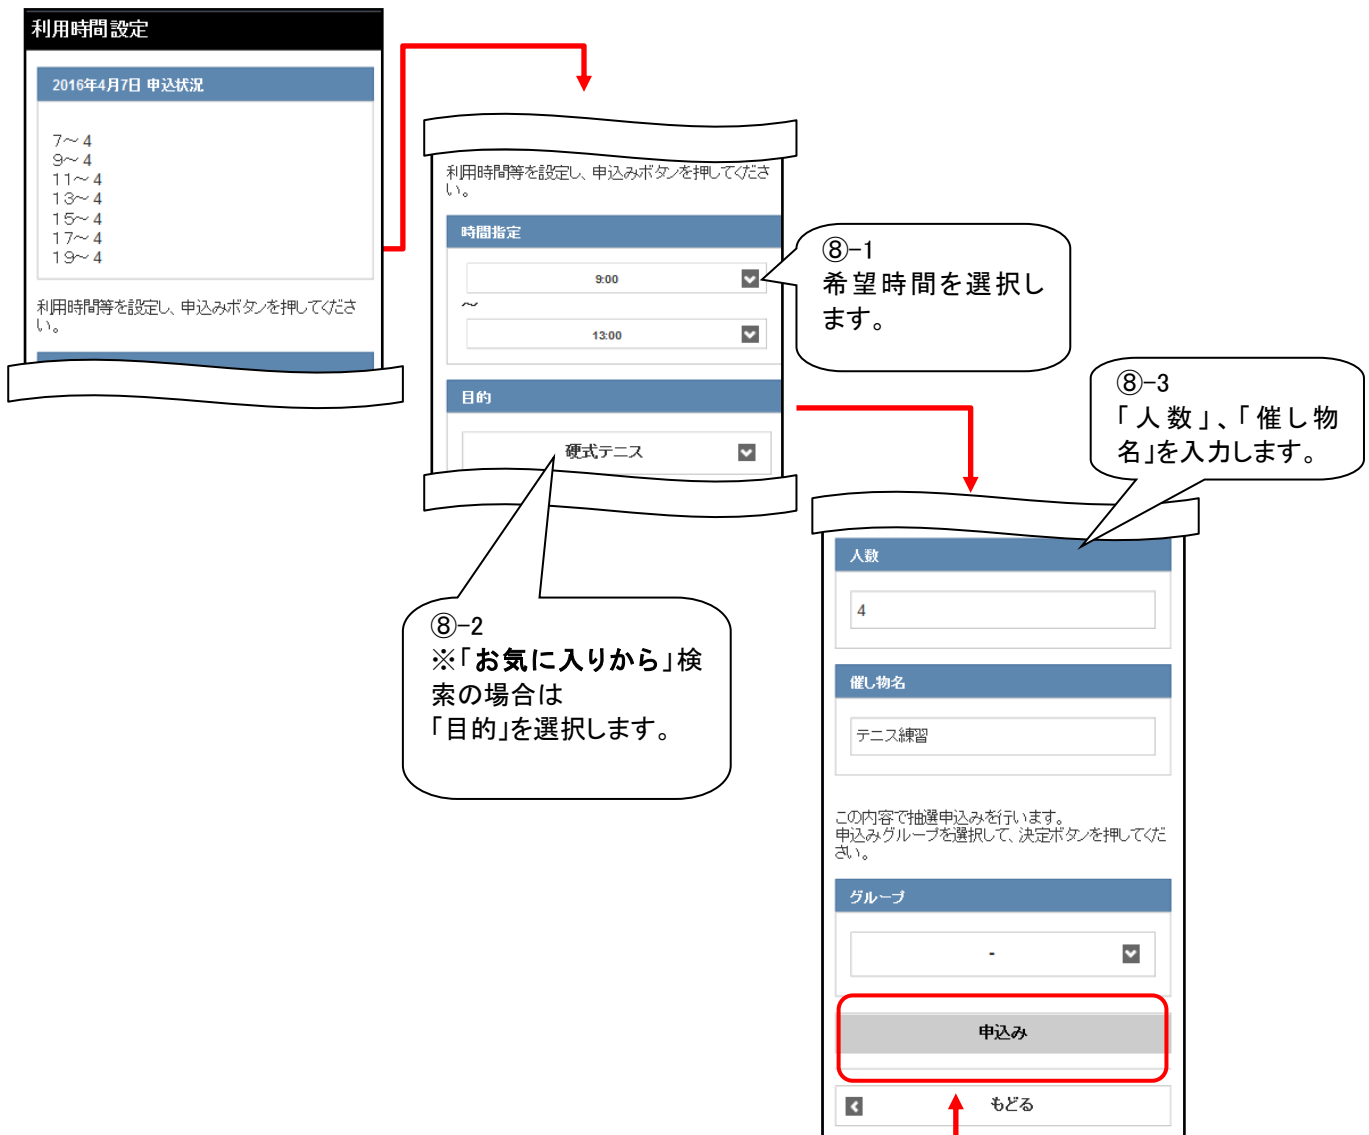 利用時間設定
2016年4月7日 申込状況
7～ 4
9～ 4
11～ 4
13～ 4
15～ 4
17～ 4
19～ 4
利用時間等を設定し、申込みボタンを押してくださ
い。
利用時間等を設定し、申込みボタンを押してくださ
い。
時間指定
9:00
～
13:00
目的
硬式テニス
⑧-1
希望時間を選択し
ます。
⑧-2
※「お気に入りから」検
索の場合は
「目的」を選択します。
⑧-3
「人数」、「催し物
名」を入力します。
人数
4
催し物名
テニス練習
この内容で抽選申込みを行います。
申込みグループを選択して、決定ボタンを押してくだ
さい。
グループ
-
申込み
もどる